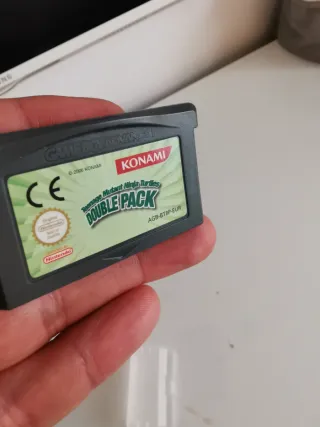 GAME BOY ADVANCE
KONAMI
CE
Teenage Mutant Ninja Turtles
DOUBLE PACK
Nintendo